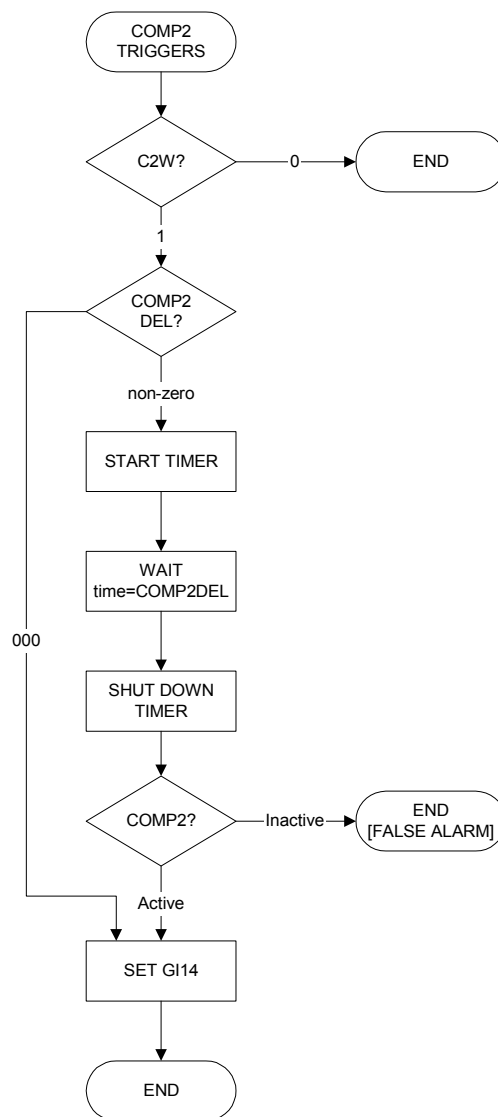 COMP2
TRIGGERS
C2W?
0
END
1
COMP2
DEL?
non-zero
START TIMER
WAIT
time=COMP2DEL
000
SHUT DOWN
TIMER
COMP2?
Inactive
END
[FALSE ALARM]
Active
SET GI14
END